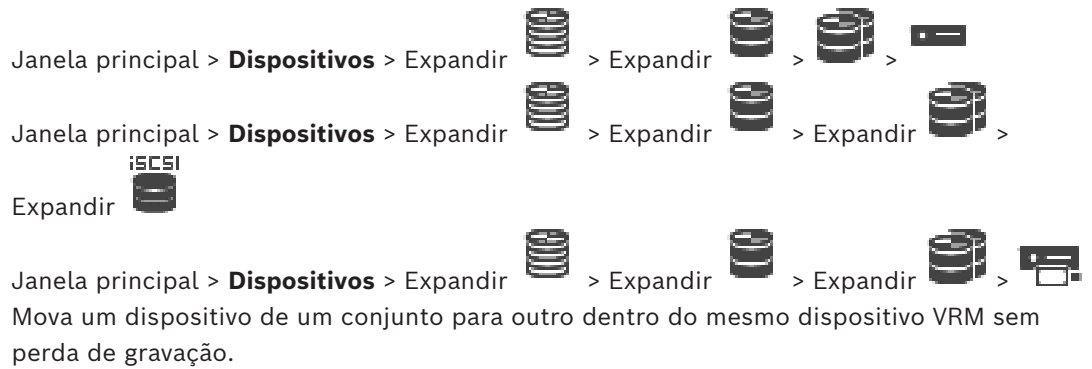 Janela principal > Dispositivos > Expandir > Expandir > >
Janela principal > Dispositivos > Expandir > Expandir > Expandir >
iSCSI
Expandir
Janela principal > Dispositivos > Expandir > Expandir > Expandir >
Mova um dispositivo de um conjunto para outro dentro do mesmo dispositivo VRM sem
perda de gravação.